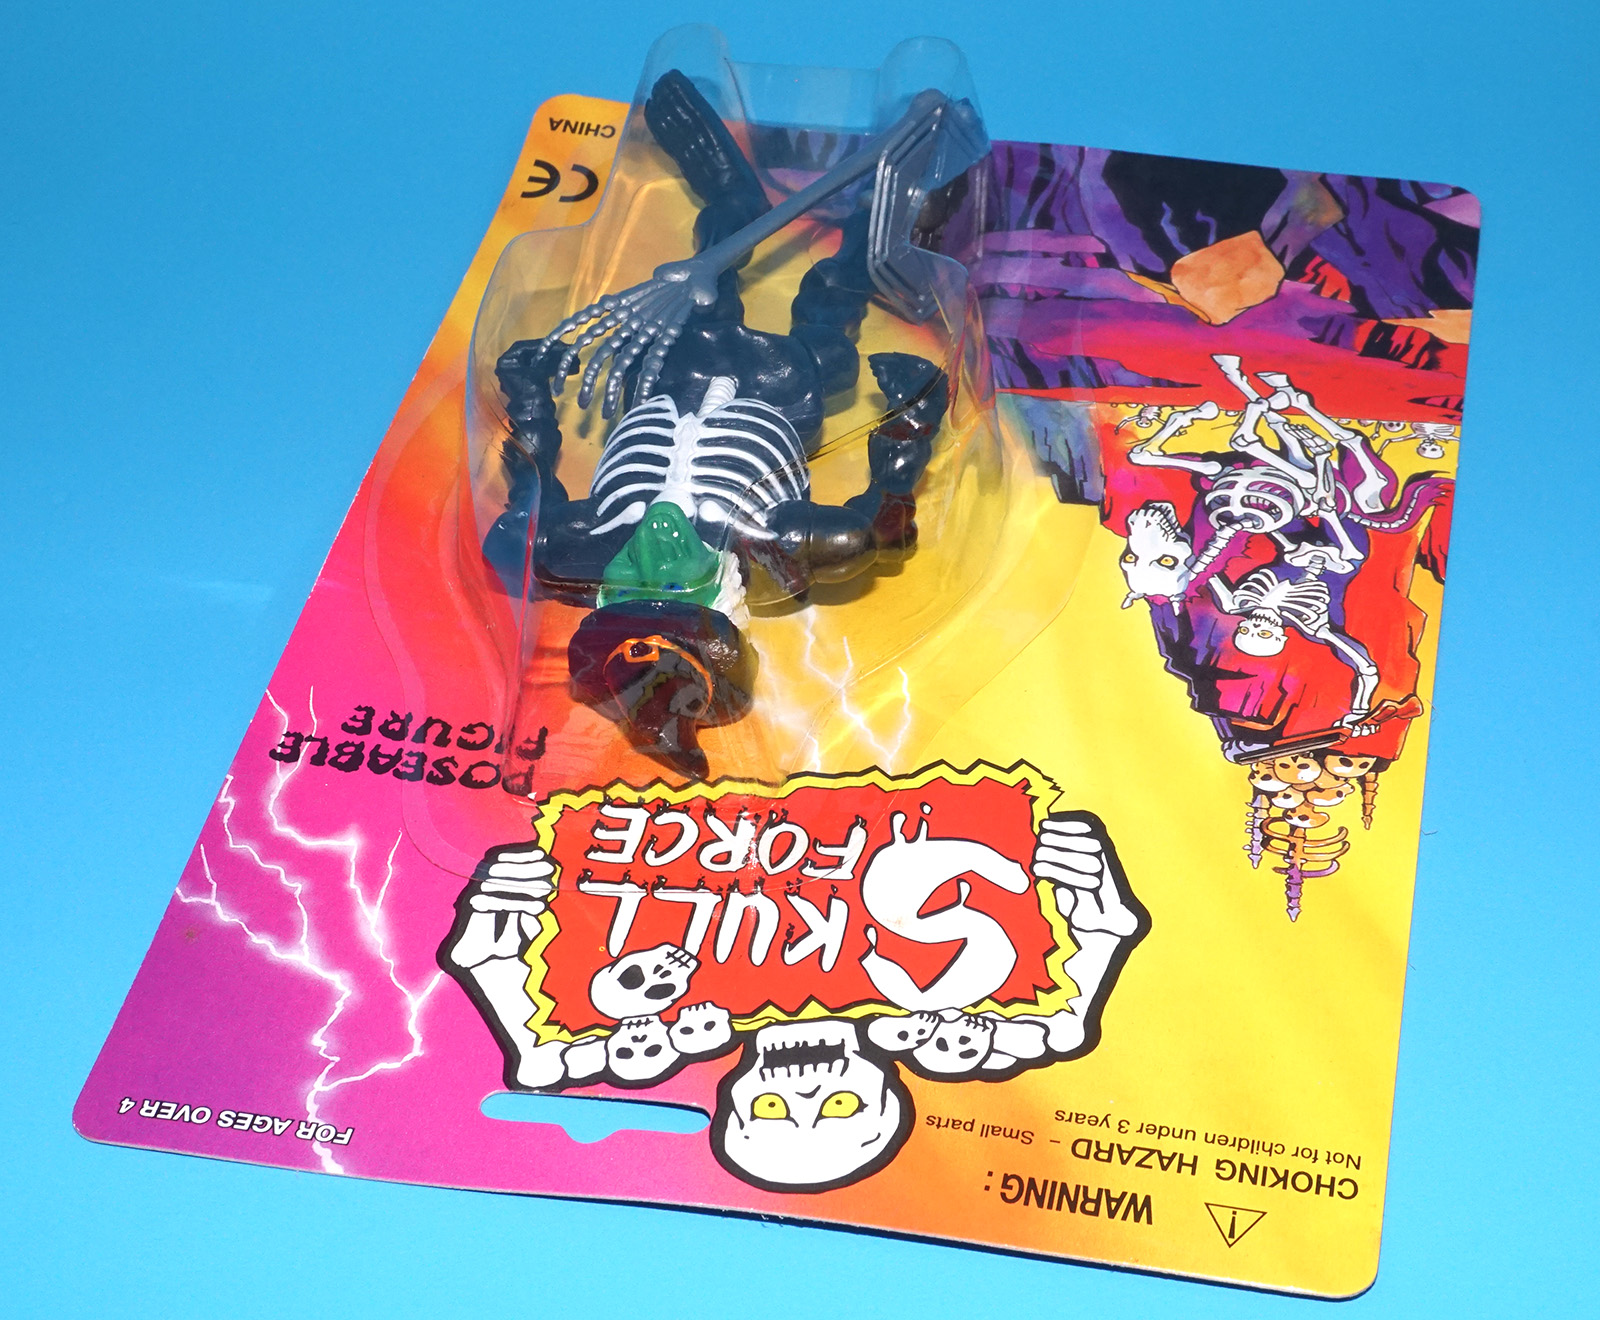 WARNING:
CHOKING HAZARD – Small parts
Not for children under 3 years
FOR AGES OVER 4
SKULL
FORCE
POSEABLE
FIGURE
CE
CHINA